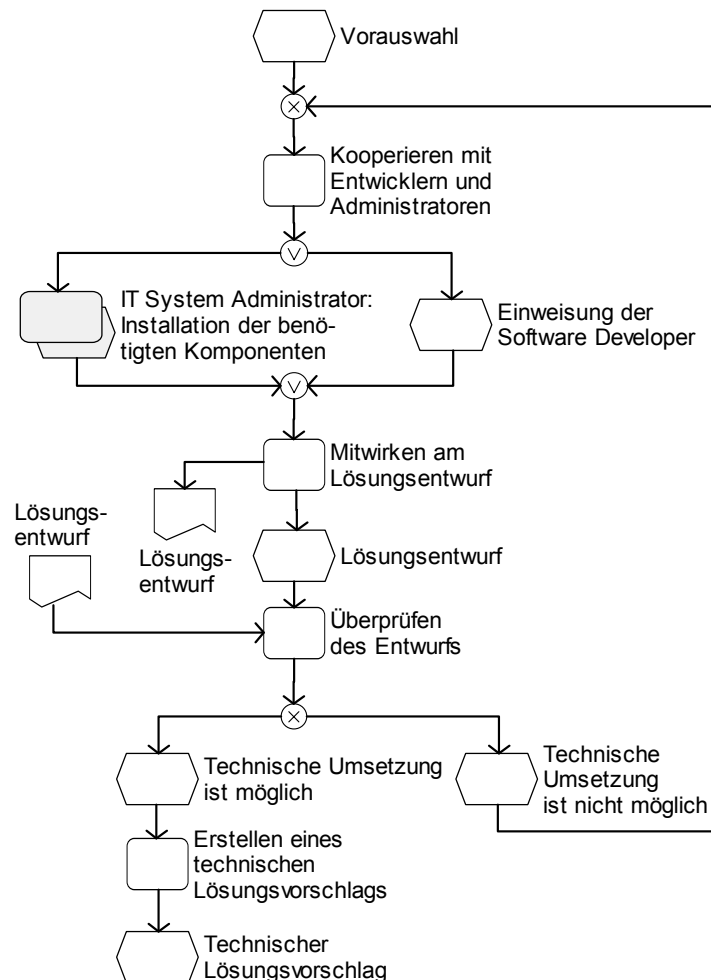 Vorauswahl
Kooperieren mit
Entwicklern und
Administratoren
IT System Administrator:
Installation der benö-
tigten Komponenten
Einweisung der
Software Developer
Mitwirken am
Lösungsentwurf
Lösungs-
entwurf
Lösungs-
entwurf
Lösungsentwurf
Überprüfen
des Entwurfs
Technische Umsetzung
ist möglich
Technische
Umsetzung
ist nicht möglich
Erstellen eines
technischen
Lösungsvorschlags
Technischer
Lösungsvorschlag